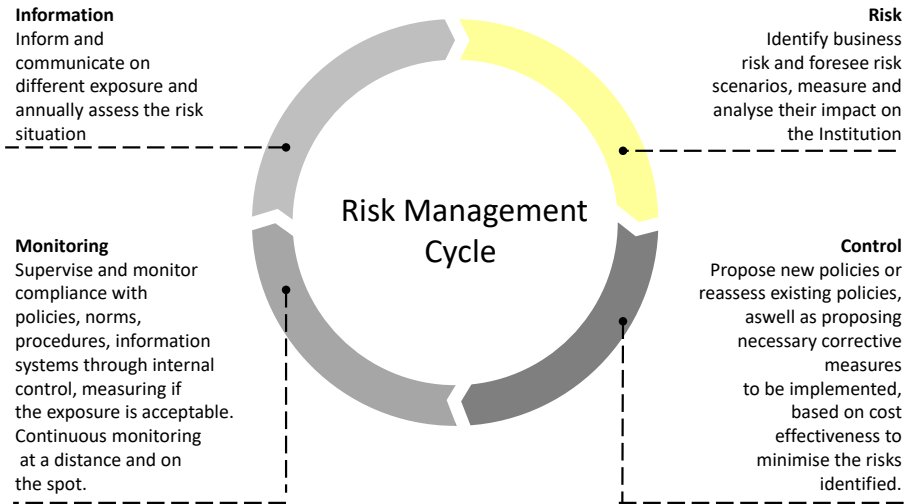 Information
Inform and
communicate on
different exposure and
annually assess the risk
situation
Risk
Identify business
risk and foresee risk
scenarios, measure and
analyse their impact on
the Institution
Risk Management
Cycle
Monitoring
Supervise and monitor
compliance with
policies, norms,
procedures, information
systems through internal
control, measuring if
the exposure is acceptable.
Continuous monitoring
at a distance and on
the spot.
Control
Propose new policies or
reassess existing policies,
aswell as proposing
necessary corrective
measures
to be implemented,
based on cost
effectiveness to
minimise the risks
identified.